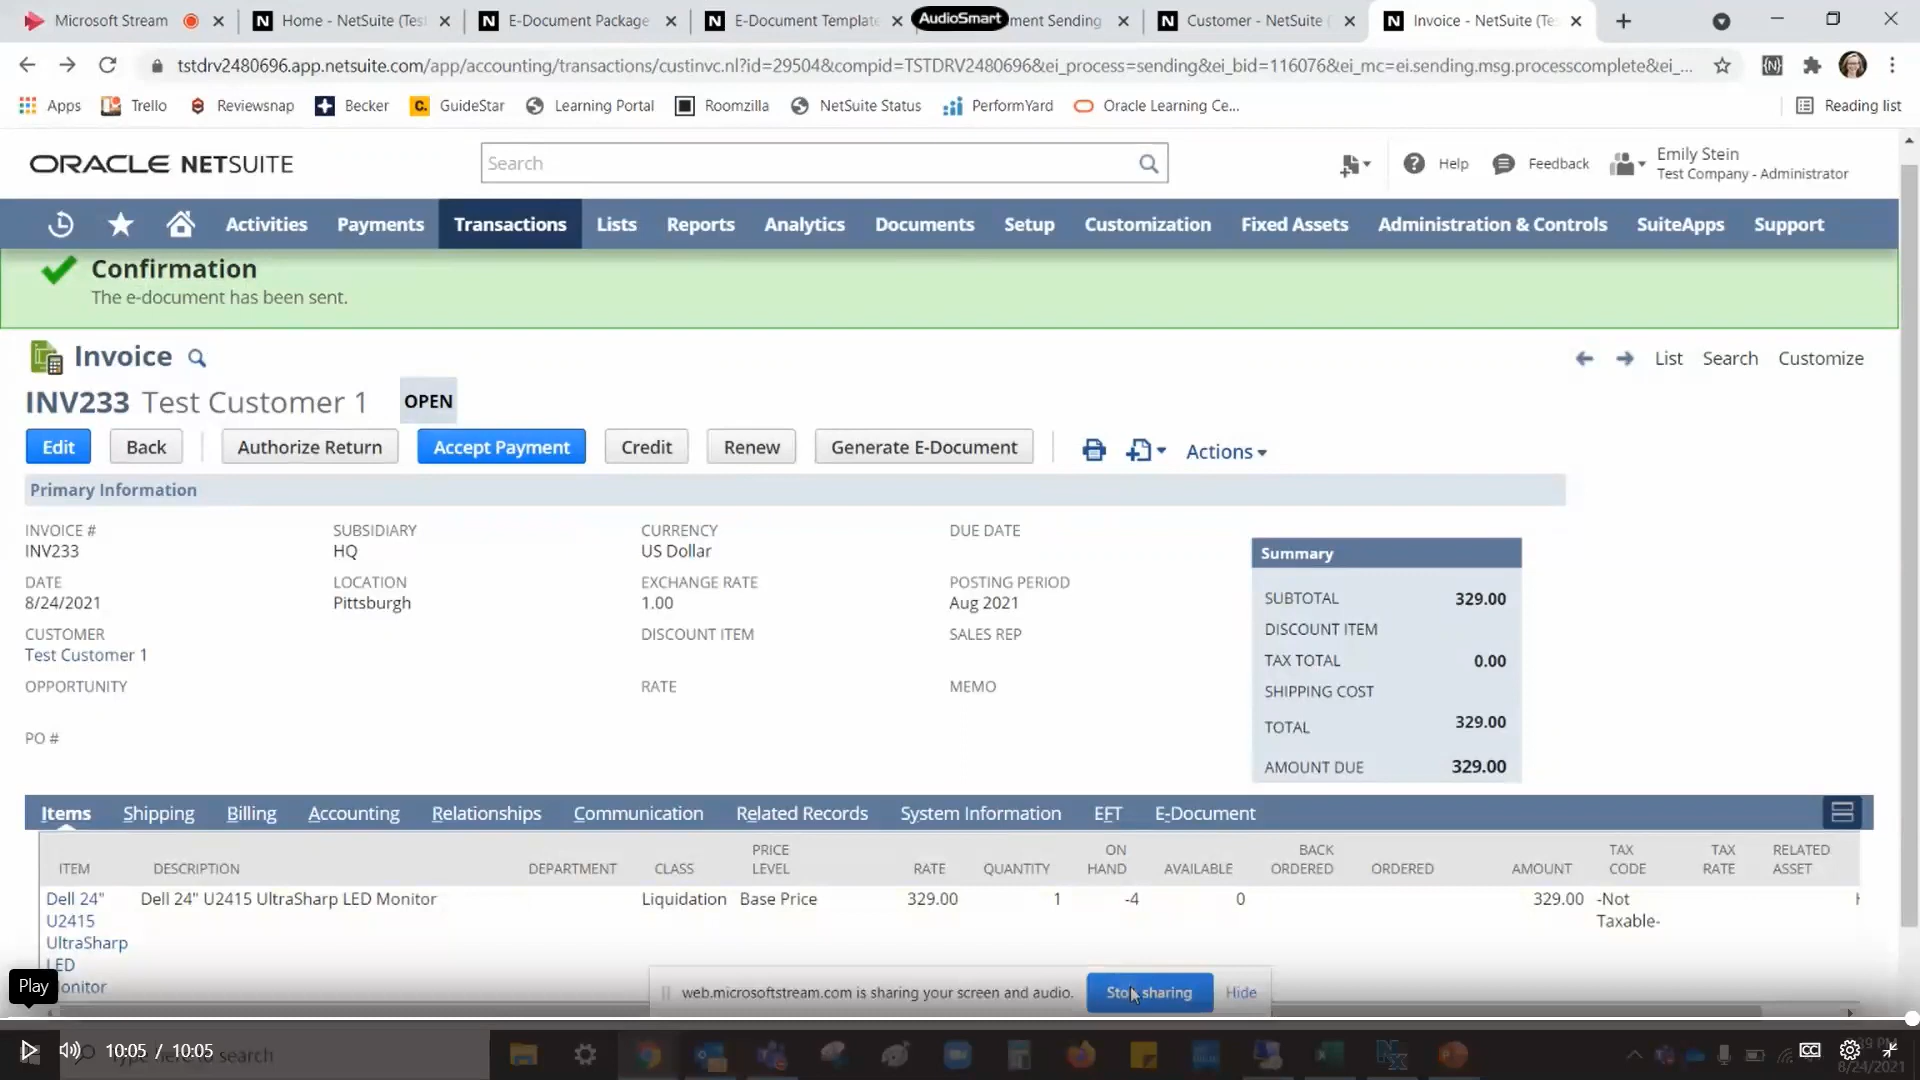 Microsoft Stream
Home - NetSuite (Tes
E-Document Package
E-Document Template
AudioSmart
ment Sending
Customer - NetSuite (
Invoice - NetSuite (Te
tstdrv2480696.app.netsuite.com/app/accounting/transactions/custinvc.nl?id=29504&compid=TSTDRV2480696&ei_process=sending&ei_bid=116076&ei_mc=ei.sending.msg.processcomplete&ei_...
Apps
Trello
Reviewsnap
Becker
GuideStar
Learning Portal
Roomzilla
NetSuite Status
PerformYard
Oracle Learning Ce...
Reading list
ORACLE NETSUITE
Search
Help
Feedback
Emily Stein
Test Company - Administrator
Activities
Payments
Transactions
Lists
Reports
Analytics
Documents
Setup
Customization
Fixed Assets
Administration & Controls
SuiteApps
Support
Confirmation
The e-document has been sent.
Invoice
List
Search
Customize
INV233 Test Customer 1
OPEN
Edit
Back
Authorize Return
Accept Payment
Credit
Renew
Generate E-Document
Actions
Primary Information
INVOICE #
INV233
SUBSIDIARY
HQ
CURRENCY
US Dollar
DUE DATE
DATE
8/24/2021
LOCATION
Pittsburgh
EXCHANGE RATE
1.00
POSTING PERIOD
Aug 2021
CUSTOMER
Test Customer 1
DISCOUNT ITEM
SALES REP
OPPORTUNITY
RATE
MEMO
PO #
Summary
SUBTOTAL 329.00
DISCOUNT ITEM
TAX TOTAL 0.00
SHIPPING COST
TOTAL 329.00
AMOUNT DUE 329.00
Items
Shipping
Billing
Accounting
Relationships
Communication
Related Records
System Information
EFT
E-Document
ITEM
DESCRIPTION
DEPARTMENT
CLASS
PRICE LEVEL
RATE
QUANTITY
ON HAND
AVAILABLE
BACK ORDERED
ORDERED
AMOUNT
TAX CODE
TAX RATE
RELATED ASSET
Dell 24"
U2415
UltraSharp
LED
onitor
Dell 24" U2415 UltraSharp LED Monitor
Liquidation
Base Price
329.00
1
-4
0
329.00
-Not
Taxable-
Play
web.microsoftstream.com is sharing your screen and audio.
Stop sharing
Hide
10:05 / 10:05
Type here to search
CC
8/24/2021